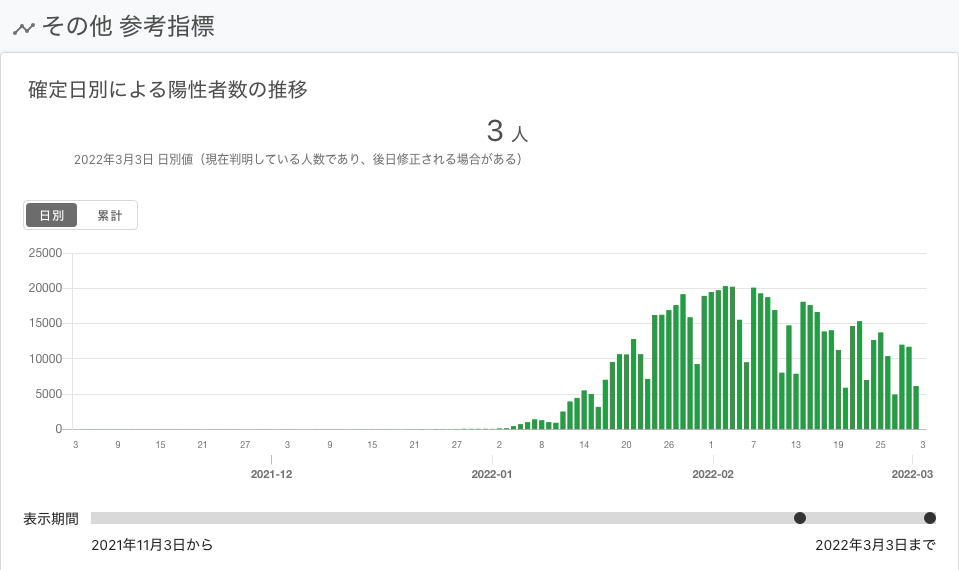 その他 参考指標
確定日別による陽性者数の推移
3 人
2022年3月3日 日別値（現在判明している人数であり、後日修正される場合がある）
日別 累計
25000
20000
15000
10000
5000
0
3 9 15 21 27 3 9 15 21 27 2 8 14 20 26 1 7 13 19 25 3
2021-12 2022-01 2022-02 2022-03
表示期間
2021年11月3日から 2022年3月3日まで